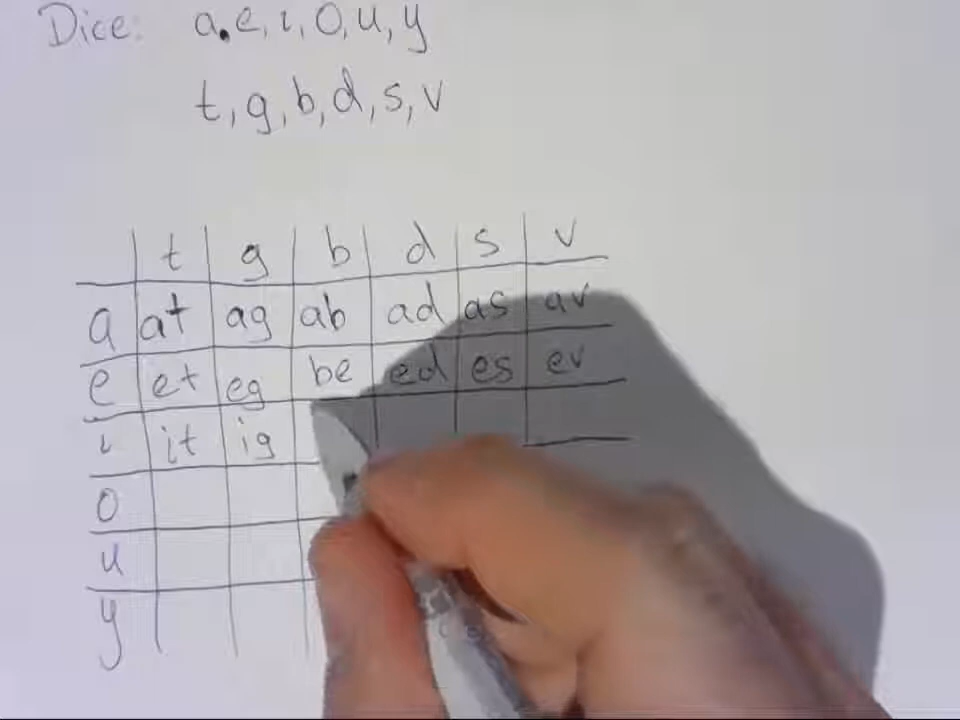 Dice: a.e, i, O, u, y
t, g, b, d, s, v
t g b d s v
a at ag ab ad as av
e et eg be ed es ev
i it ig
o
u
y